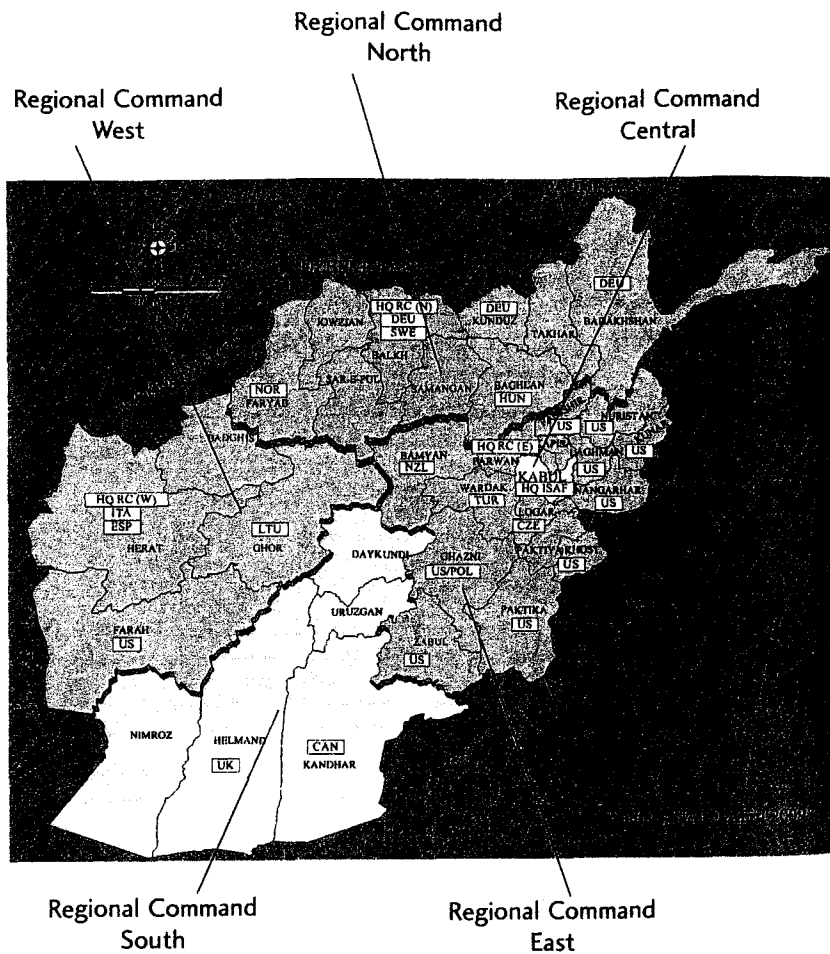 Regional Command
North
Regional Command
West
Regional Command
Central
DEU
HQ RC (N)
DEU
SWE
DEU
KUNDUZ
JOWZJAN
TAKHAR
BADAKHSHAN
BALKH
SAR-E-PUL
SAMANGAN
BAGHLAN
HUN
NOR
FARYAB
BADGHIS
US
US
NURISTAN
KUNAR
HQ RC (E)
KAPISA
LAGHMAN
US
US
BAMYAN
NZL
PARWAN
KABUL
HQ ISAF
NANGARHAR
US
WARDAK
TUR
HQ RC (W)
ITA
ESP
HERAT
LTU
GHOR
LOGAR
CZE
DAYKUNDI
GHAZNI
US/POL
PAKTIYA
KHOST
US
URUZGAN
PAKTIKA
US
FARAH
US
ZABUL
US
NIMROZ
HELMAND
UK
CAN
KANDHAR
Regional Command
South
Regional Command
East